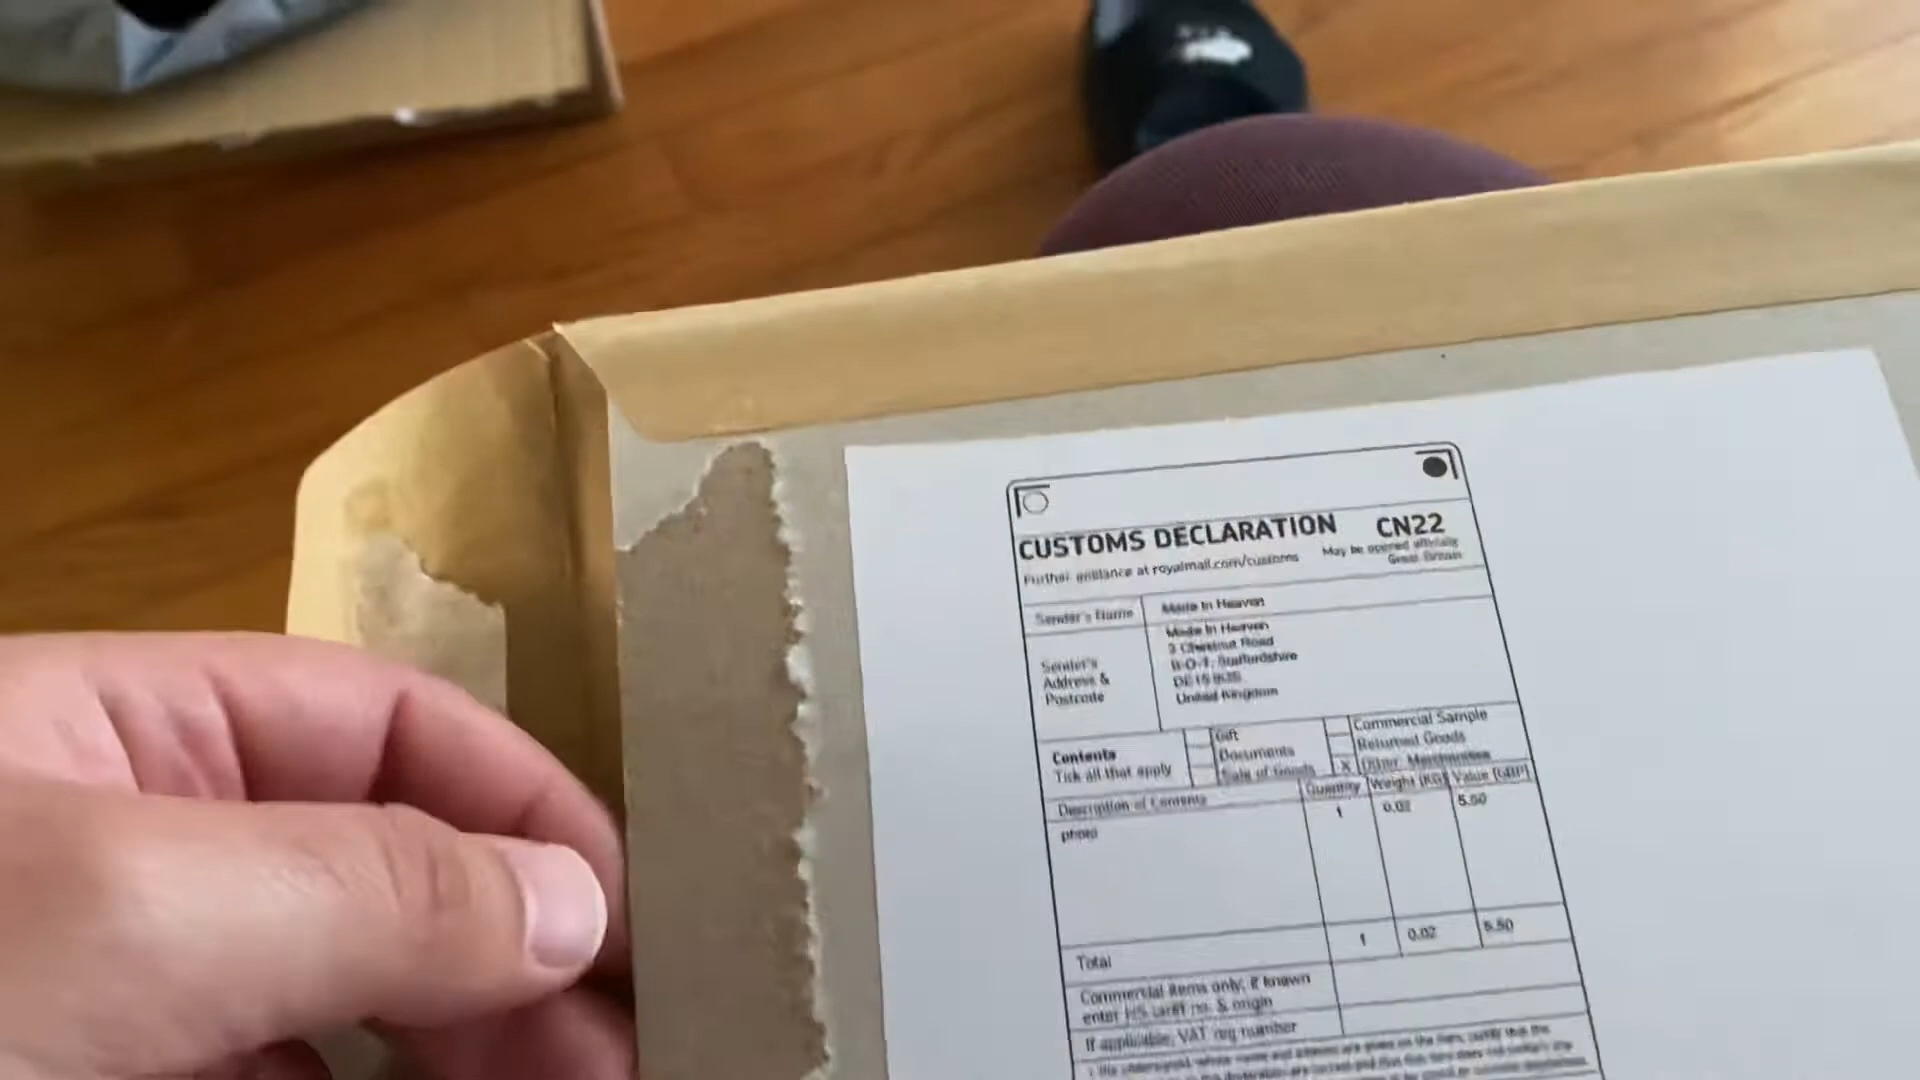 CUSTOMS DECLARATION CN22
Further guidance at royalmail.com/customs May be opened officially
Great Britain
Sender's Name Made In Heaven
Sender's
Address &
Postcode
Made In Heaven
3 Chestnut Road
Staffordshire
United Kingdom
Contents
Tick all that apply
Gift
Documents
Sale of Goods
Commercial Sample
Returned Goods
X Other
Description of Contents Quantity Weight (KG) Value (GBP)
photo 1 0.02 5.50
Total 1 0.02 5.50
Commercial items only; if known
enter HS tariff no. & origin
If applicable, VAT reg number